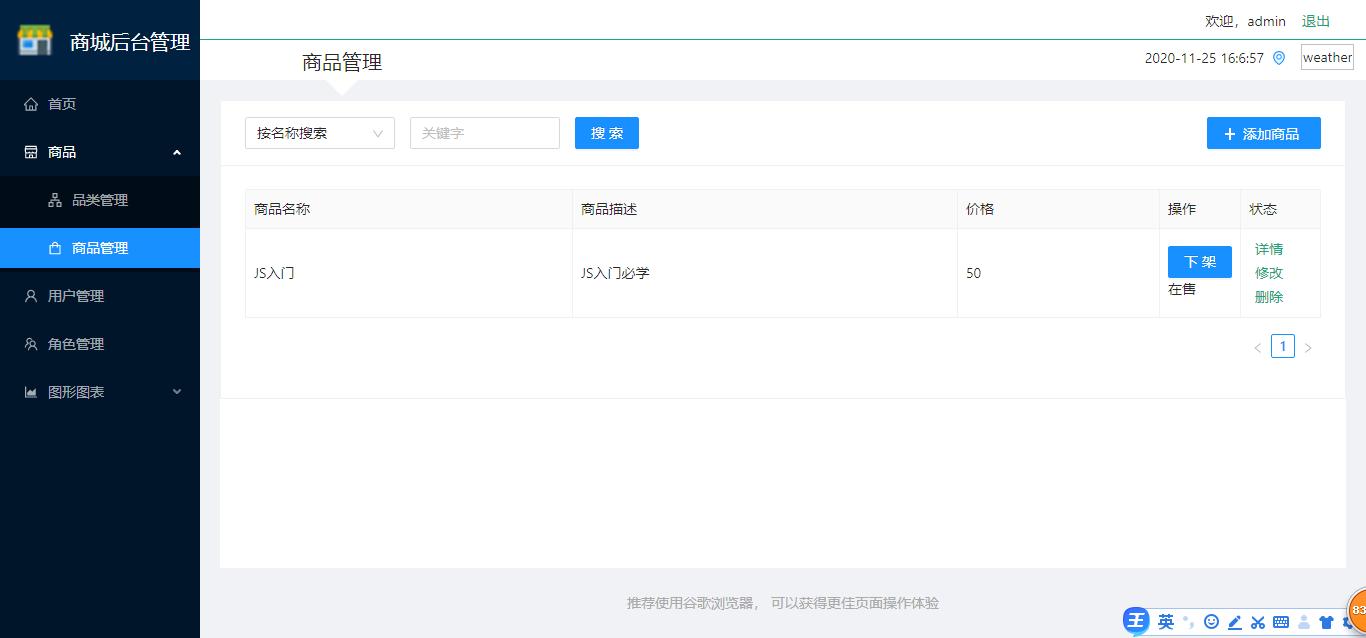 商城后台管理
首页
商品
品类管理
商品管理
用户管理
角色管理
图形图表
欢迎，admin 退出
商品管理
2020-11-25 16:6:57 weather
按名称搜索 关键字 搜 索 + 添加商品
商品名称 商品描述 价格 操作 状态
JS入门 JS入门必学 50 下 架 在售 详情 修改 删除
< 1 >
推荐使用谷歌浏览器， 可以获得更佳页面操作体验
王 英 83